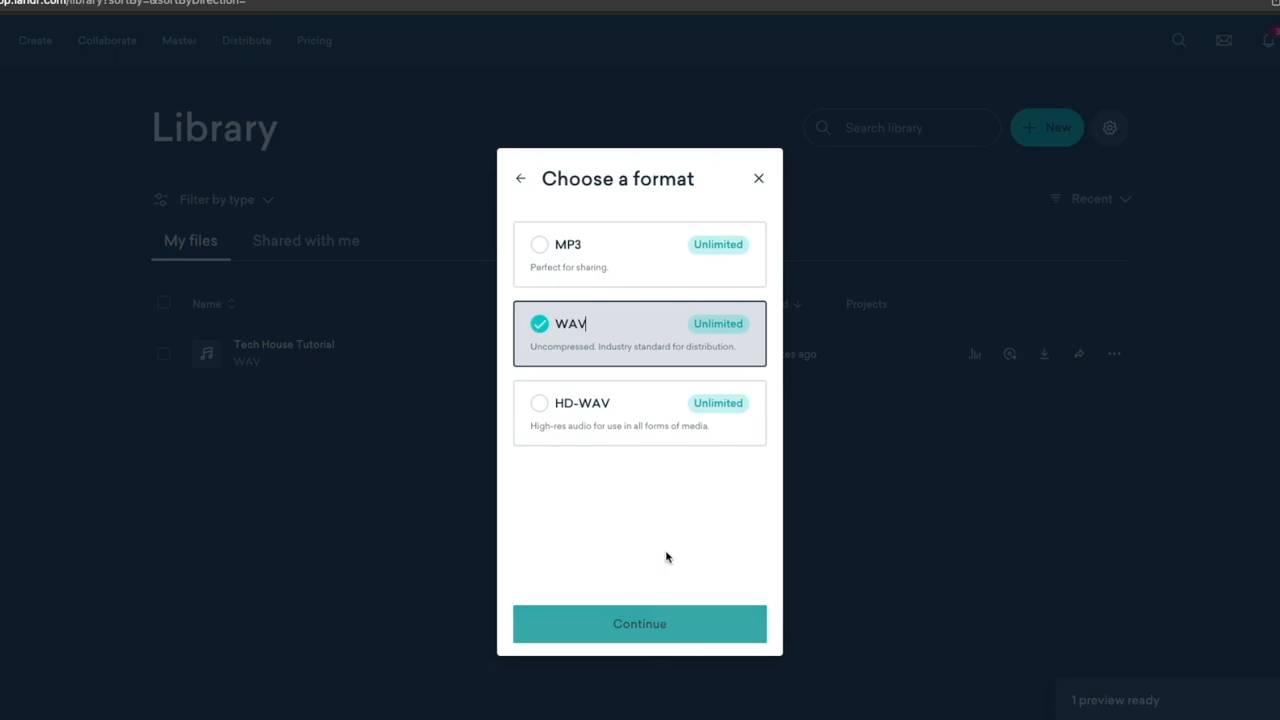 Create Collaborate Master Distribute Pricing
Library
Search library
New
Filter by type
Recent
My files Shared with me
Name
Projects
Tech House Tutorial
WAV
ago
Choose a format
MP3 Unlimited
Perfect for sharing.
WAV Unlimited
Uncompressed. Industry standard for distribution.
HD-WAV Unlimited
High-res audio for use in all forms of media.
Continue
1 preview ready